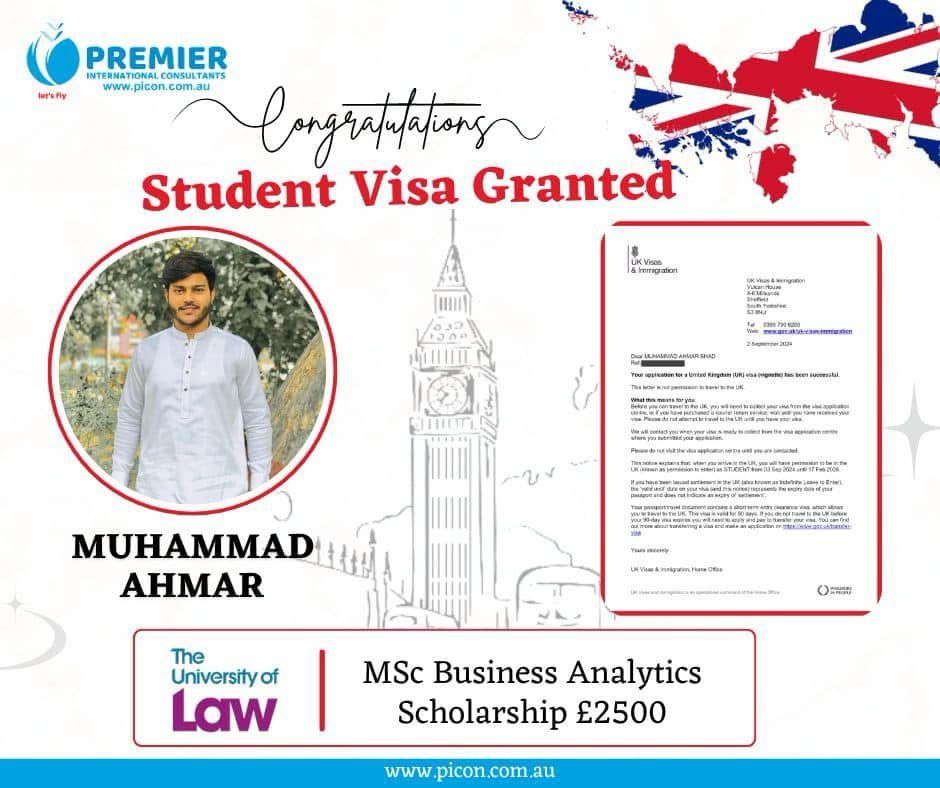 PREMIER
INTERNATIONAL CONSULTANTS
www.picon.com.au
let's fly
Congratulations
Student Visa Granted
UK Visas
& Immigration
UK Visas & Immigration
Vulcan House
Sheffield
South Yorkshire
S3 8NJ
Tel 0300 790 6268
Web www.gov.uk/uk-visas-immigration
2 September 2024
Dear MUHAMMAD AHMAR
Ref:
Your application for a United Kingdom (UK) visa (vignette) has been successful.
This letter is not permission to travel to the UK.
What this means for you
Before you can travel to the UK, you will need to collect your visa from the visa application
centre, or if you have purchased a courier return service, wait until you have received your
visa. Please do not attempt to travel to the UK until you have your visa.
We will contact you when your visa is ready to collect from the visa application centre
where you submitted your application.
Please do not visit the visa application centre until you are contacted.
This notice explains that, when you arrive in the UK, you will have permission to be in the
UK (known as permission to enter) as STUDENT from 03 Sep 2024 until 17 Feb 2026.
If you have been issued settlement in the UK (also known as Indefinite Leave to Enter),
the 'valid until' date on your visa (and this notice) represents the expiry date of your
passport and does not indicate an expiry of 'settlement'.
Your passport/travel document contains a short-term entry clearance visa, which allows
you to travel to the UK. This visa is valid for 90 days. If you do not travel to the UK before
your 90-day visa expires you will need to apply and pay to transfer your visa. You can find
out more about transferring a visa and make an application on https://www.gov.uk/transfer-
visa
Yours sincerely
UK Visas & Immigration, Home Office
UK Visas and Immigration is an operational command of the Home Office
INVESTORS
IN PEOPLE
MUHAMMAD
AHMAR
The
University of
Law
MSc Business Analytics
Scholarship £2500
www.picon.com.au